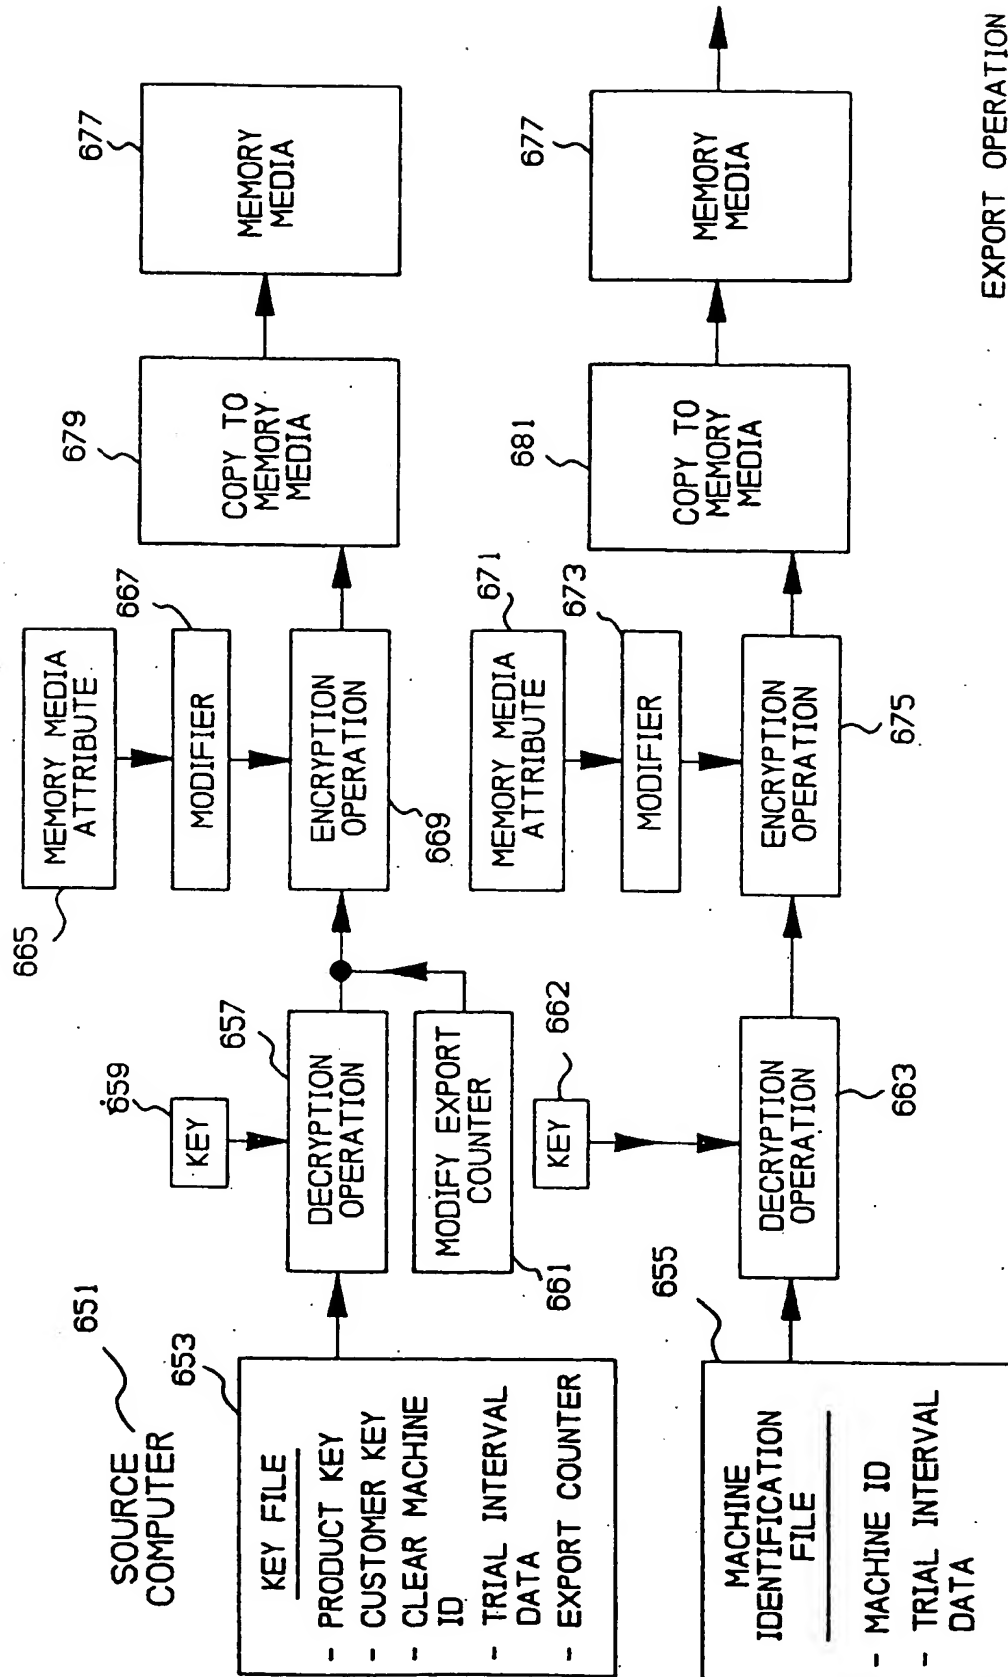 SOURCE
COMPUTER
651
653
KEY FILE
- PRODUCT KEY
- CUSTOMER KEY
- CLEAR MACHINE
ID
- TRIAL INTERVAL
DATA
- EXPORT COUNTER
659
KEY
657
DECRYPTION
OPERATION
MODIFY EXPORT
COUNTER
661
665
MEMORY MEDIA
ATTRIBUTE
667
MODIFIER
ENCRYPTION
OPERATION
669
679
COPY TO
MEMORY
MEDIA
677
MEMORY
MEDIA
655
MACHINE
IDENTIFICATION
FILE
- MACHINE ID
- TRIAL INTERVAL
DATA
662
KEY
DECRYPTION
OPERATION
663
671
MEMORY MEDIA
ATTRIBUTE
673
MODIFIER
ENCRYPTION
OPERATION
675
681
COPY TO
MEMORY
MEDIA
677
MEMORY
MEDIA
EXPORT OPERATION